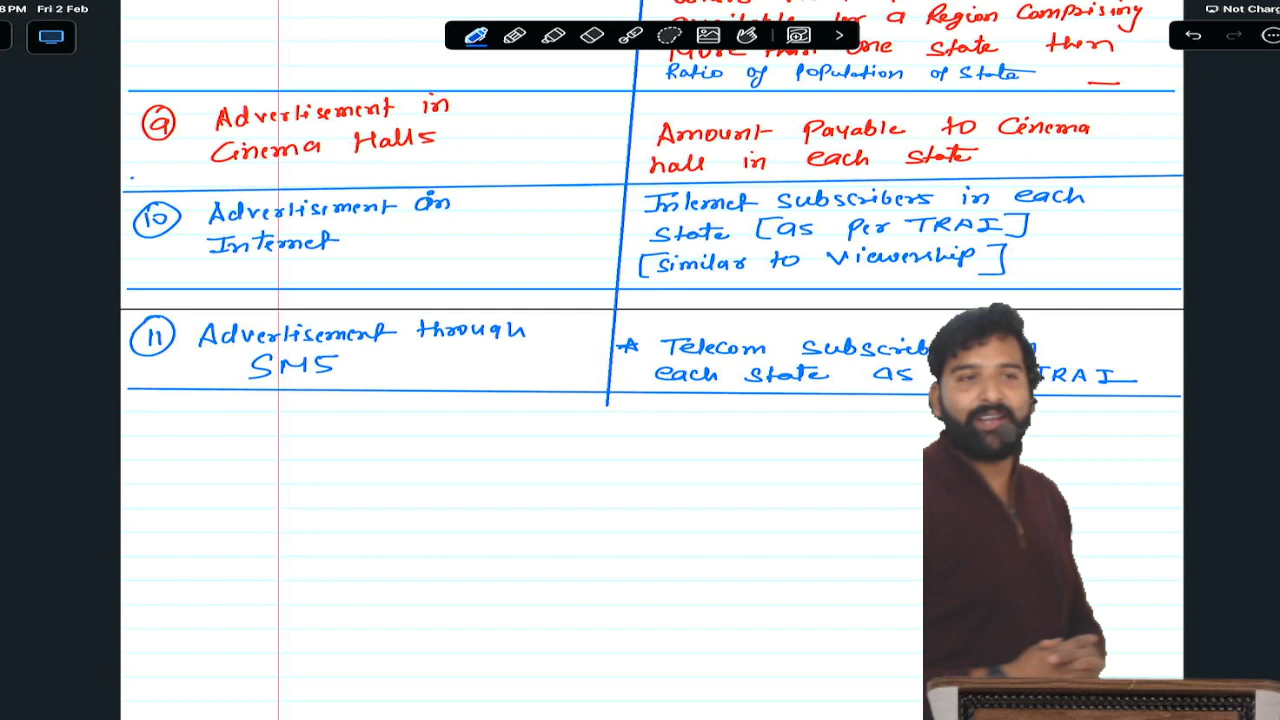 8 PM Fri 2 Feb
Not Charg
a Region Comprising
one state then
Ratio of Population of State
9 Advertisement in
Cinema Halls
Amount Payable to Cinema
hall in each state
10 Advertisement on
Internet
Internet subscribers in each
State [as per TRAI]
[similar to viewership]
11 Advertisement through
SMS
* Telecom subscrib
each state as TRAI